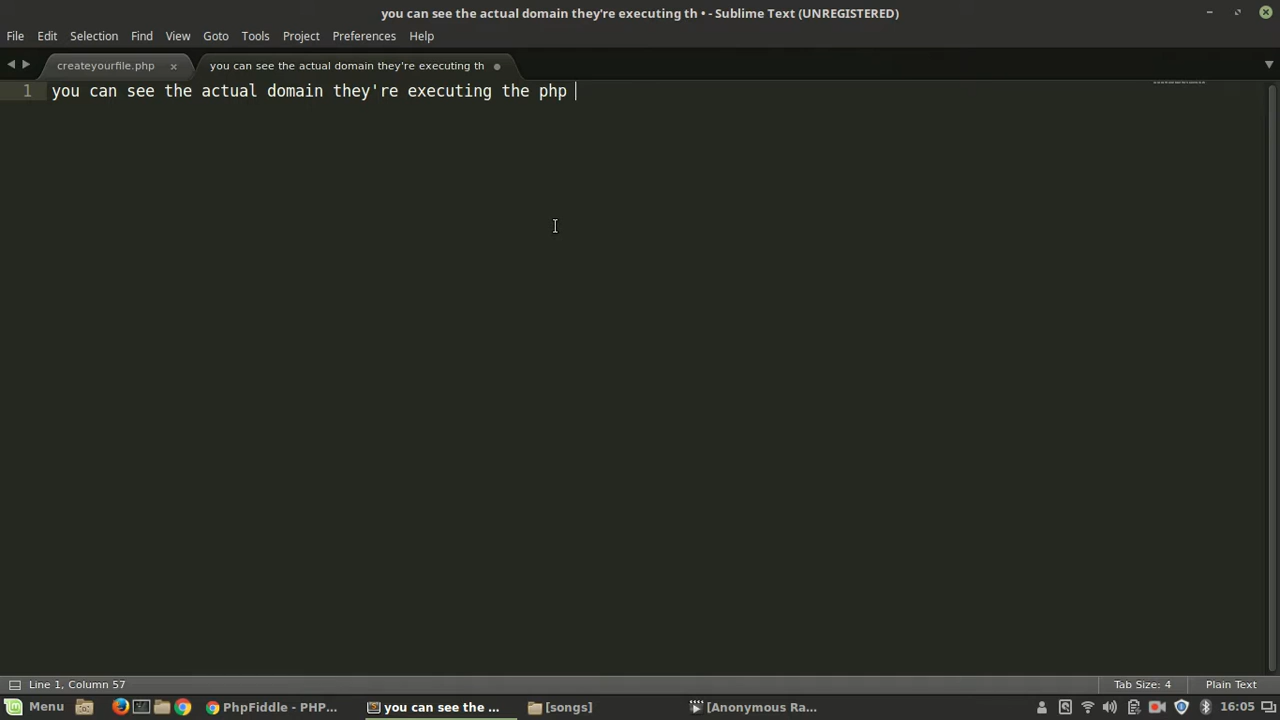 you can see the actual domain they're executing th • - Sublime Text (UNREGISTERED)
File Edit Selection Find View Goto Tools Project Preferences Help
createyourfile.php × you can see the actual domain they're executing th
1 you can see the actual domain they're executing the php
Line 1, Column 57 Tab Size: 4 Plain Text
Menu PhpFiddle - PHP... you can see the ... [songs] [Anonymous Ra... 16:05